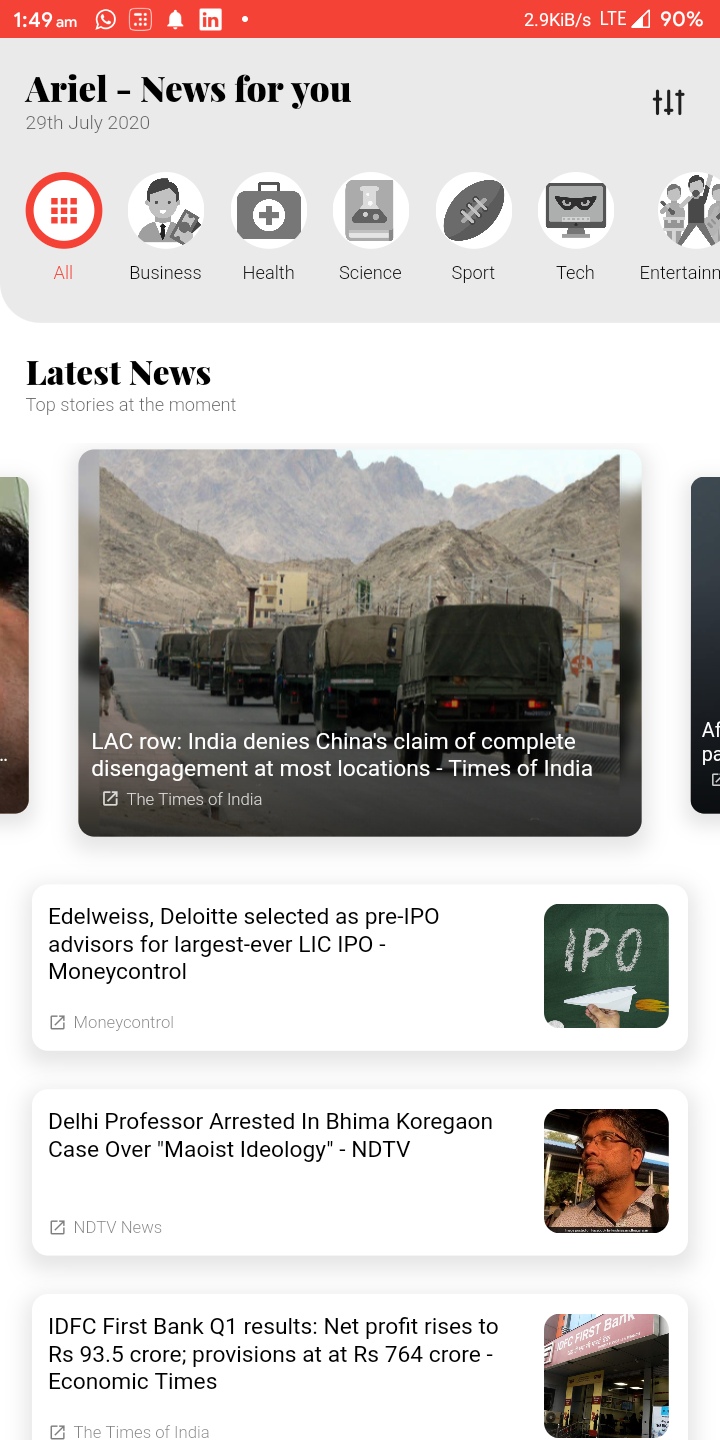 1:49 am 2.9KiB/s LTE 90%
Ariel - News for you
29th July 2020
All Business Health Science Sport Tech Entertainn
Latest News
Top stories at the moment
LAC row: India denies China's claim of complete
disengagement at most locations - Times of India
The Times of India
...
Af
pa
Edelweiss, Deloitte selected as pre-IPO
advisors for largest-ever LIC IPO -
Moneycontrol
IPO
Moneycontrol
Delhi Professor Arrested In Bhima Koregaon
Case Over "Maoist Ideology" - NDTV
NDTV News
IDFC First Bank Q1 results: Net profit rises to
Rs 93.5 crore; provisions at at Rs 764 crore -
Economic Times
IDFC FIRST Bank
The Times of India